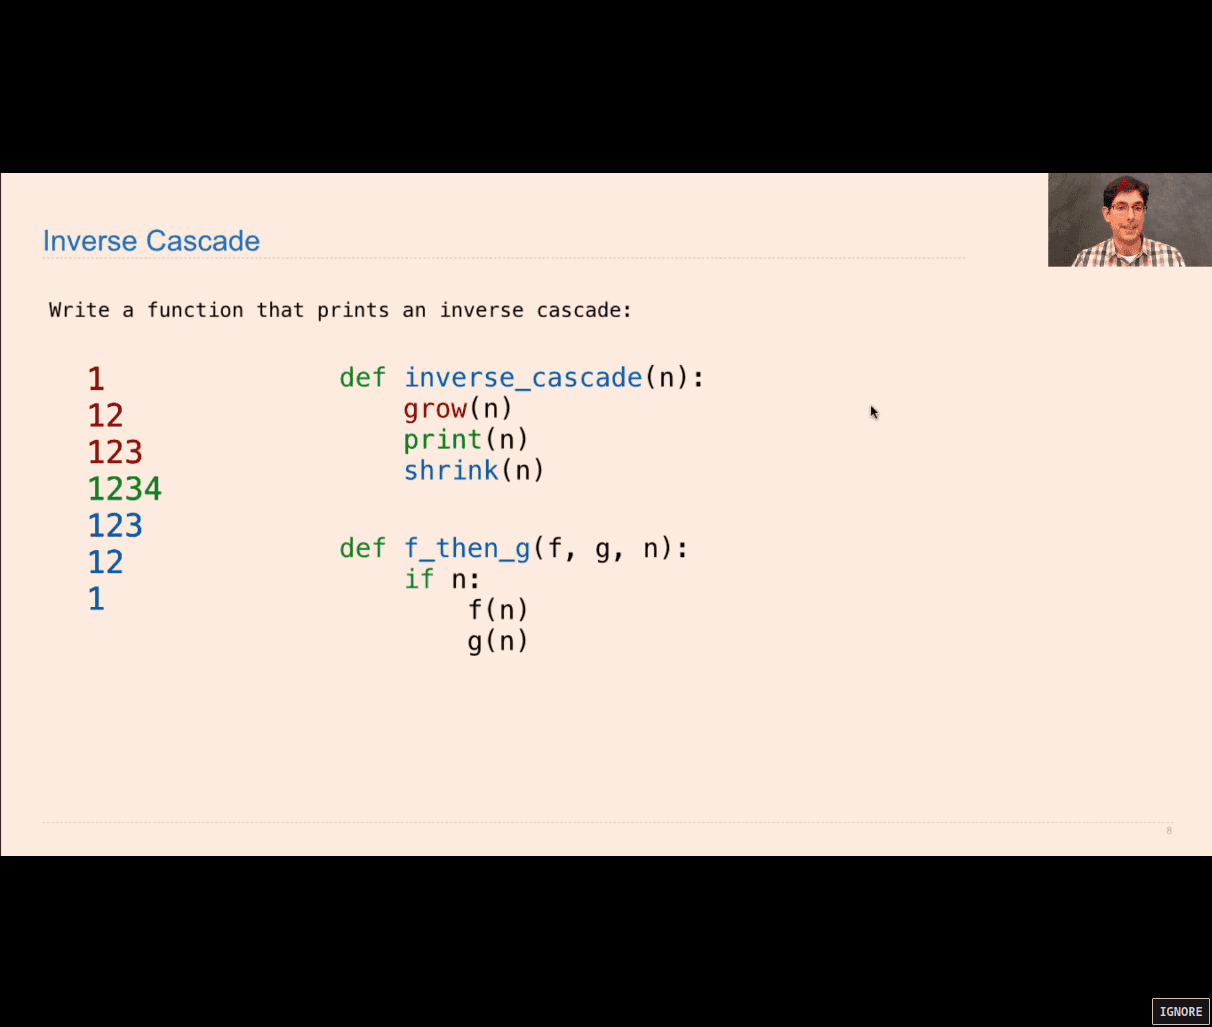 Inverse Cascade
Write a function that prints an inverse cascade:
1
12
123
1234
123
12
1
def inverse_cascade(n):
    grow(n)
    print(n)
    shrink(n)
def f_then_g(f, g, n):
    if n:
        f(n)
        g(n)
8
IGNORE